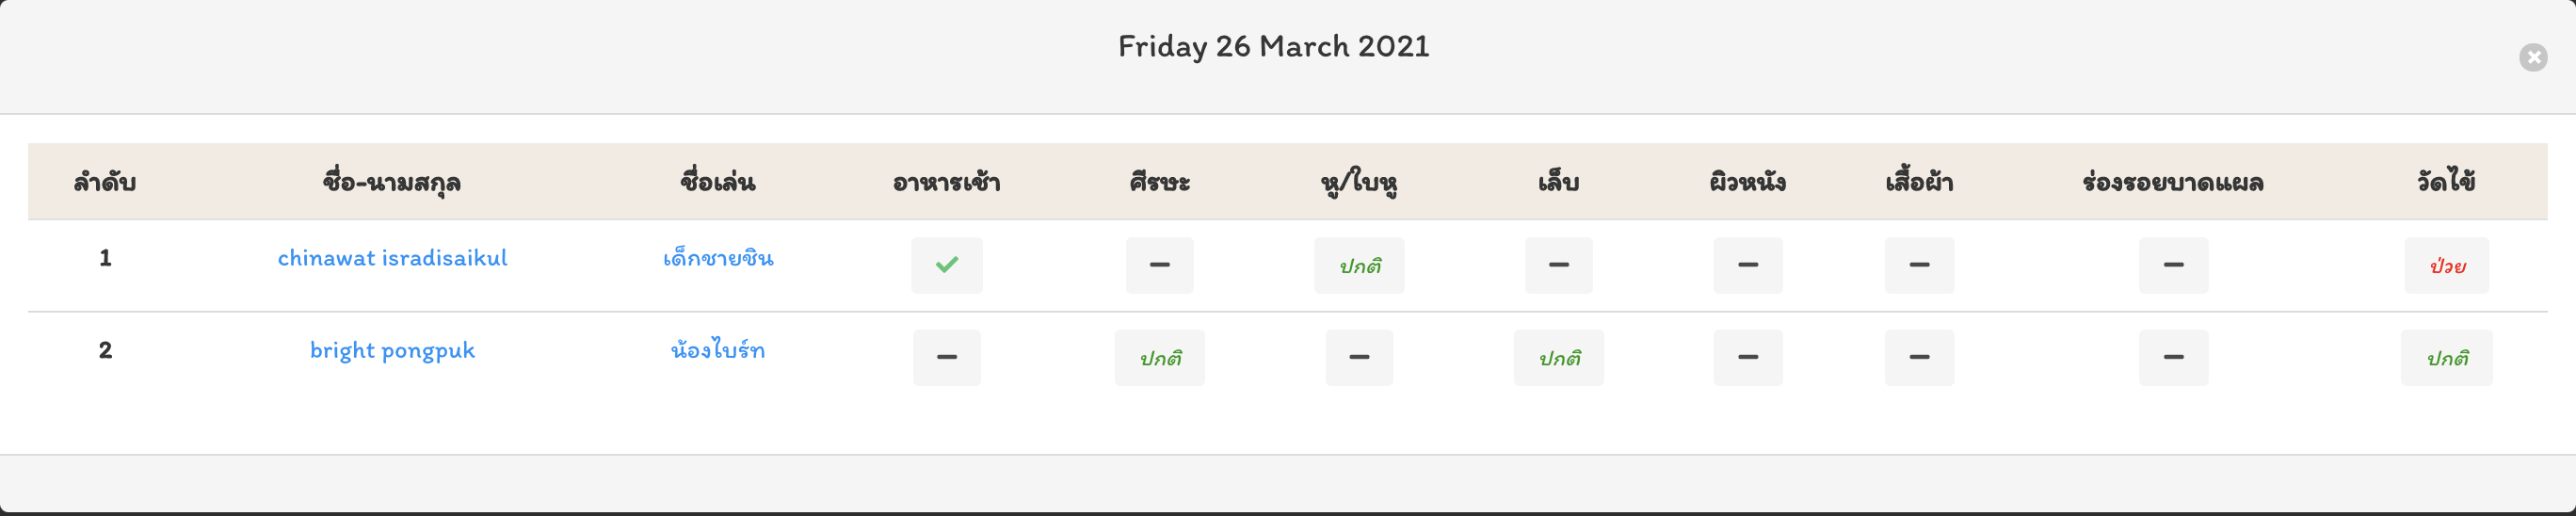 Friday 26 March 2021
ลำดับ ชื่อ-นามสกุล ชื่อเล่น อาหารเช้า ศีรษะ หู/ใบหู เล็บ ผิวหนัง เสื้อผ้า ร่องรอยบาดแผล วัดไข้
1 chinawat isradisaikul เด็กชายชิน – ปกติ – – – – ป่วย
2 bright pongpuk น้องไบร์ท – ปกติ – ปกติ – – – ปกติ